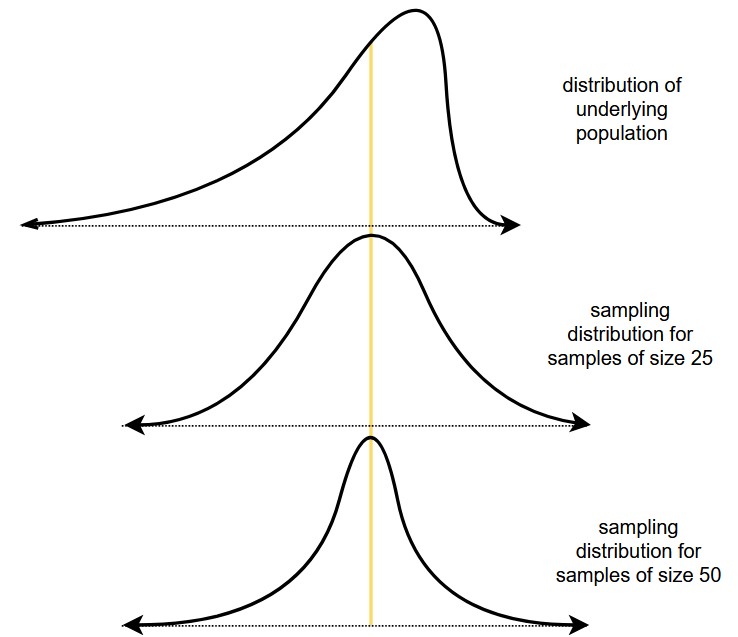 distribution of
underlying
population
sampling
distribution for
samples of size 25
sampling
distribution for
samples of size 50